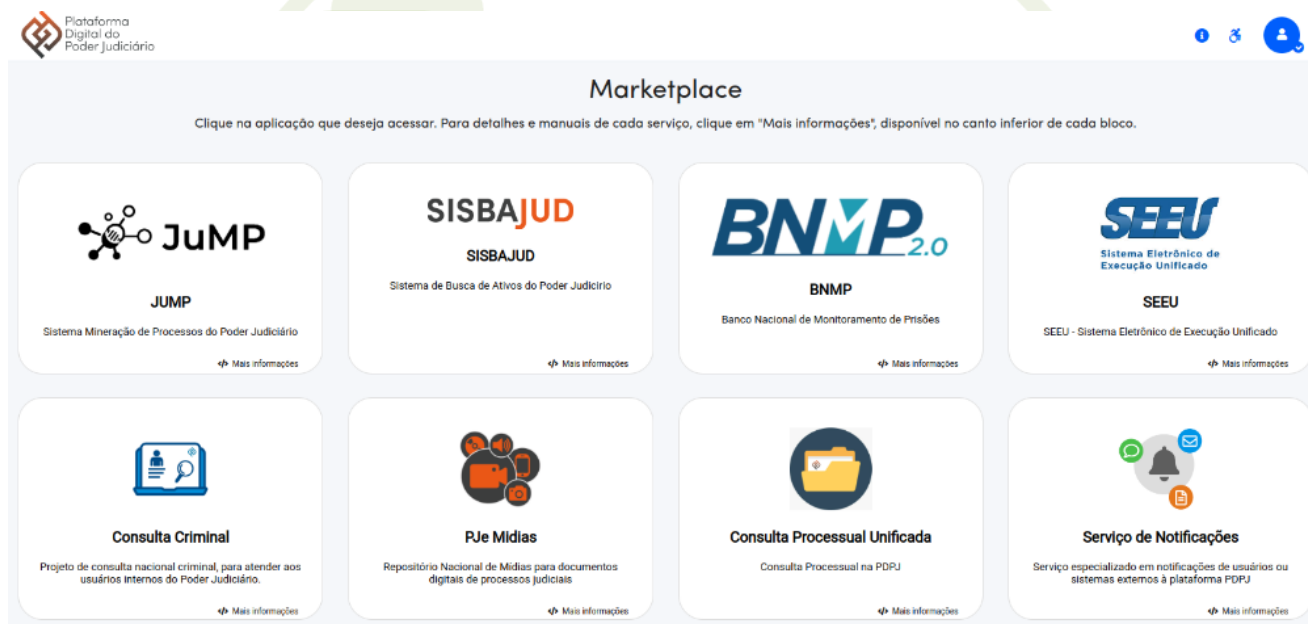 Plataforma
Digital do
Poder Judiciário
Marketplace
Clique na aplicação que deseja acessar. Para detalhes e manuais de cada serviço, clique em "Mais informações", disponível no canto inferior de cada bloco.
JuMP
JUMP
Sistema Mineração de Processos do Poder Judiciário
</> Mais informações
SISBAJUD
SISBAJUD
Sistema de Busca de Ativos do Poder Judicirio
</> Mais informações
BNMP 2.0
BNMP
Banco Nacional de Monitoramento de Prisões
</> Mais informações
SEEU
Sistema Eletrônico de
Execução Unificado
SEEU
SEEU - Sistema Eletrônico de Execução Unificado
</> Mais informações
Consulta Criminal
Projeto de consulta nacional criminal, para atender aos
usuários internos do Poder Judiciário.
</> Mais informações
PJe Midias
Repositório Nacional de Mídias para documentos
digitais de processos judiciais
</> Mais informações
Consulta Processual Unificada
Consulta Processual na PDPJ
</> Mais informações
Serviço de Notificações
Serviço especializado em notificações de usuários ou
sistemas externos à plataforma PDPJ
</> Mais informações